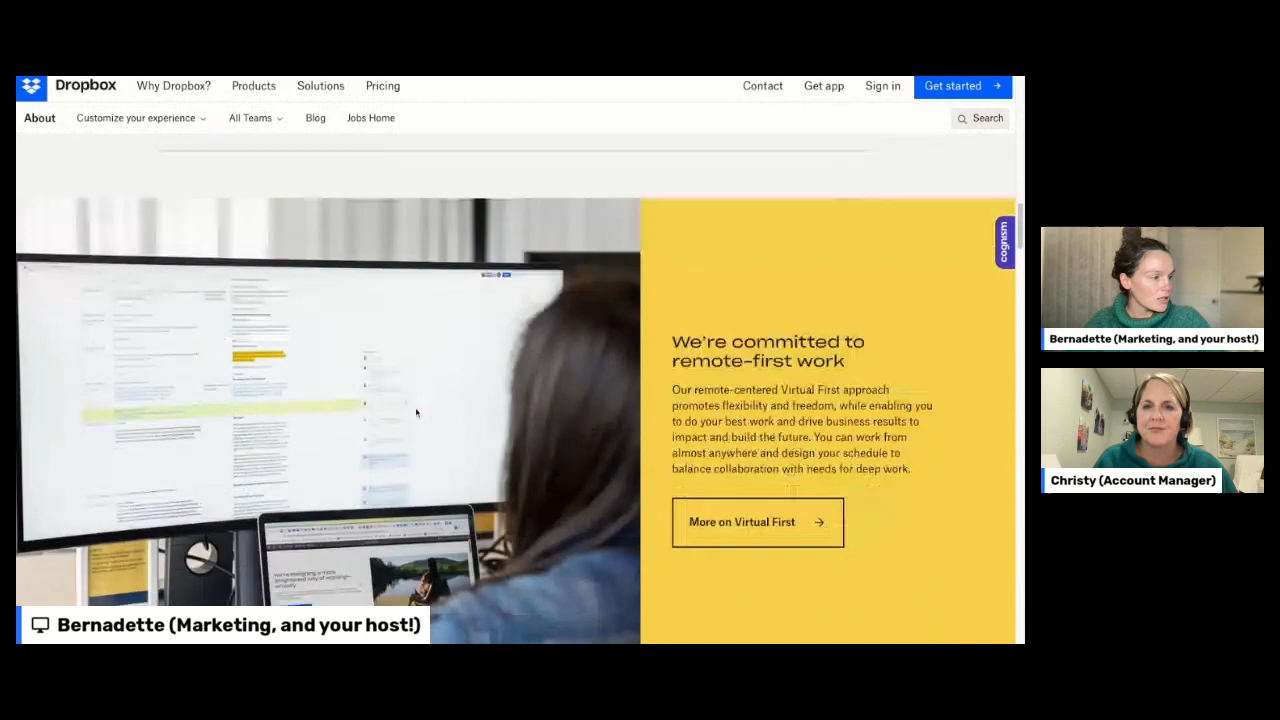 Dropbox
Why Dropbox?
Products
Solutions
Pricing
Contact
Get app
Sign in
Get started →
About
Customize your experience
All Teams
Blog
Jobs Home
Search
cognism
We're committed to
remote-first work
Our remote-centered Virtual First approach
promotes flexibility and freedom, while enabling you
to do your best work and drive business results to
impact and build the future. You can work from
almost anywhere and design your schedule to
balance collaboration with needs for deep work.
More on Virtual First →
Bernadette (Marketing, and your host!)
Bernadette (Marketing, and your host!)
Christy (Account Manager)